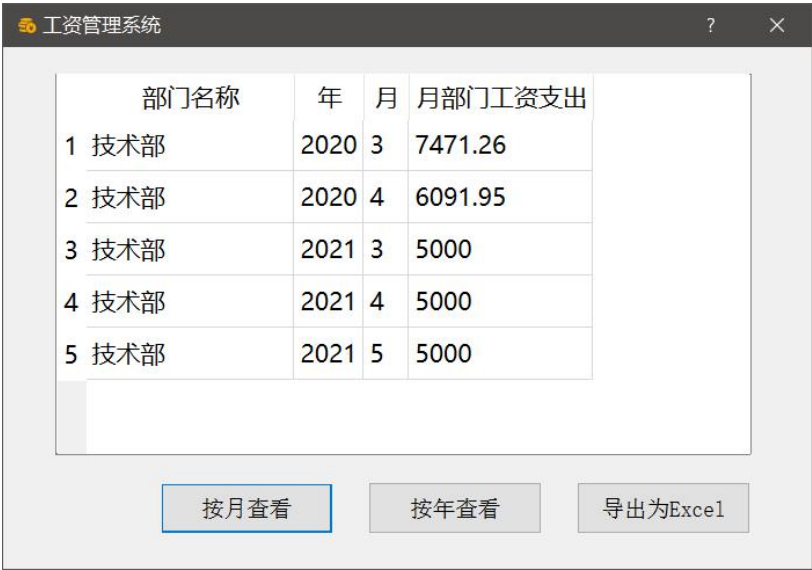 工资管理系统 ?
部门名称 年 月 月部门工资支出
1 技术部 2020 3 7471.26
2 技术部 2020 4 6091.95
3 技术部 2021 3 5000
4 技术部 2021 4 5000
5 技术部 2021 5 5000
按月查看 按年查看 导出为Excel